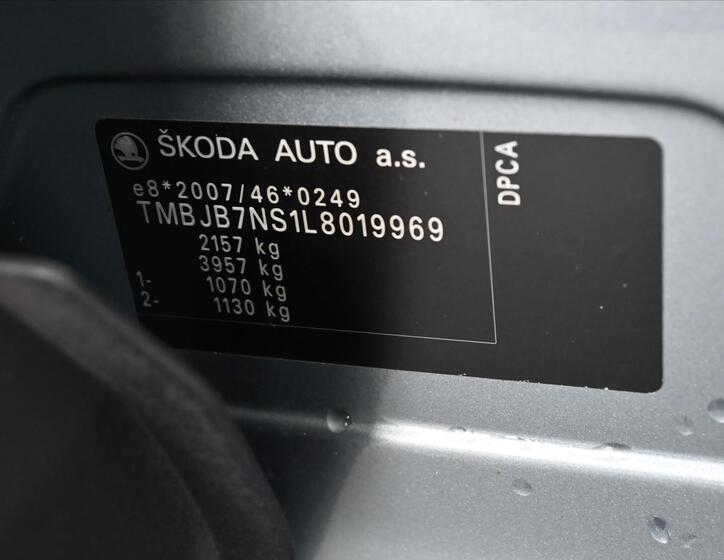 ŠKODA AUTO a.s.
e8*2007/46*0249
TMBJB7NS1L8019969
2157 kg
3957 kg
1- 1070 kg
2- 1130 kg
DPCA